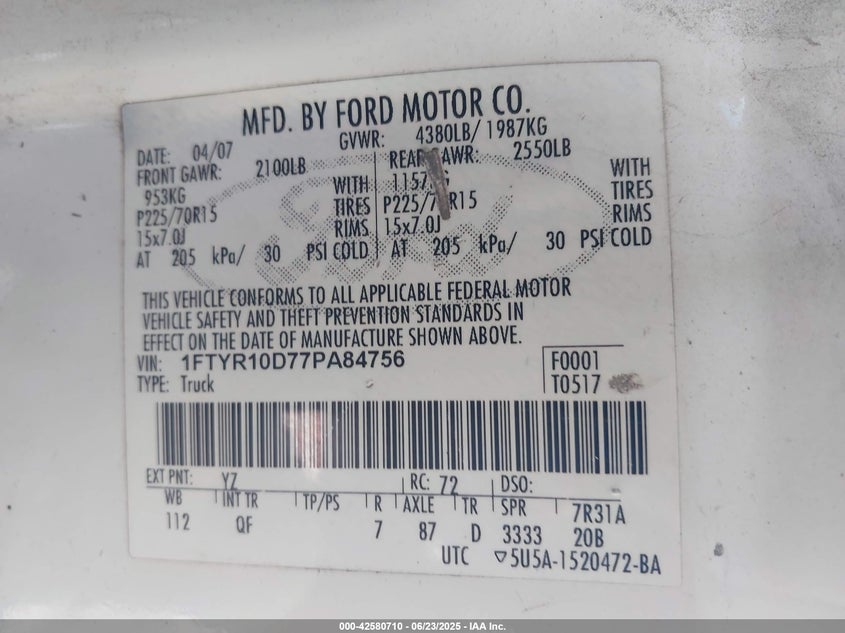 MFD. BY FORD MOTOR CO.
DATE: 04/07 GVWR: 4380LB/ 1987KG
FRONT GAWR: 2100LB REAR GAWR: 2550LB
953KG WITH 1157KG WITH
P225/70R15 TIRES P225/70R15 TIRES
15x7.0J RIMS 15x7.0J RIMS
AT 205 kPa/ 30 PSI COLD AT 205 kPa/ 30 PSI COLD
THIS VEHICLE CONFORMS TO ALL APPLICABLE FEDERAL MOTOR
VEHICLE SAFETY AND THEFT PREVENTION STANDARDS IN
EFFECT ON THE DATE OF MANUFACTURE SHOWN ABOVE.
VIN: 1FTYR10D77PA84756 F0001
TYPE: Truck T0517
EXT PNT: YZ RC: 72 DSO:
WB INT TR TP/PS R AXLE TR SPR 7R31A
112 QF 7 87 D 3333 20B
UTC ▽5U5A-1520472-BA
000-42580710 - 06/23/2025 - IAA Inc.